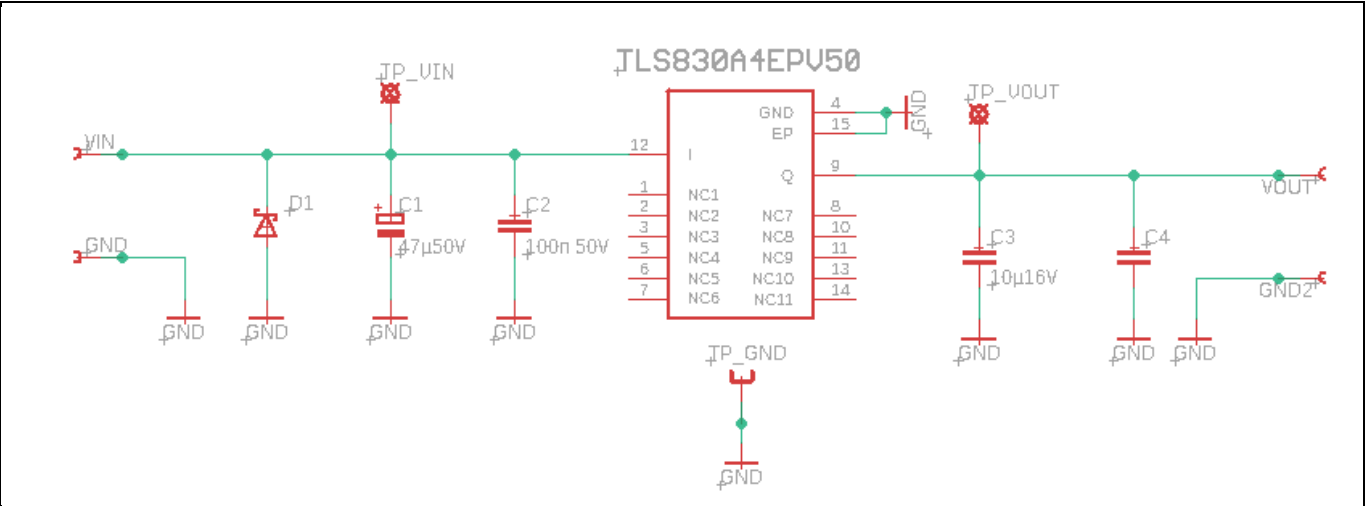 TLS830A4EPV50
TP_VIN
TP_VOUT
VIN
12
I
GND
4
EP
15
GND
Q
9
VOUT
D1
C1
47µ50V
C2
100n 50V
1
NC1
2
NC2
3
NC3
5
NC4
6
NC5
7
NC6
NC7
8
NC8
10
NC9
11
NC10
13
NC11
14
C3
10µ16V
C4
GND
GND2
GND
GND
GND
GND
GND
GND
GND
TP_GND
GND